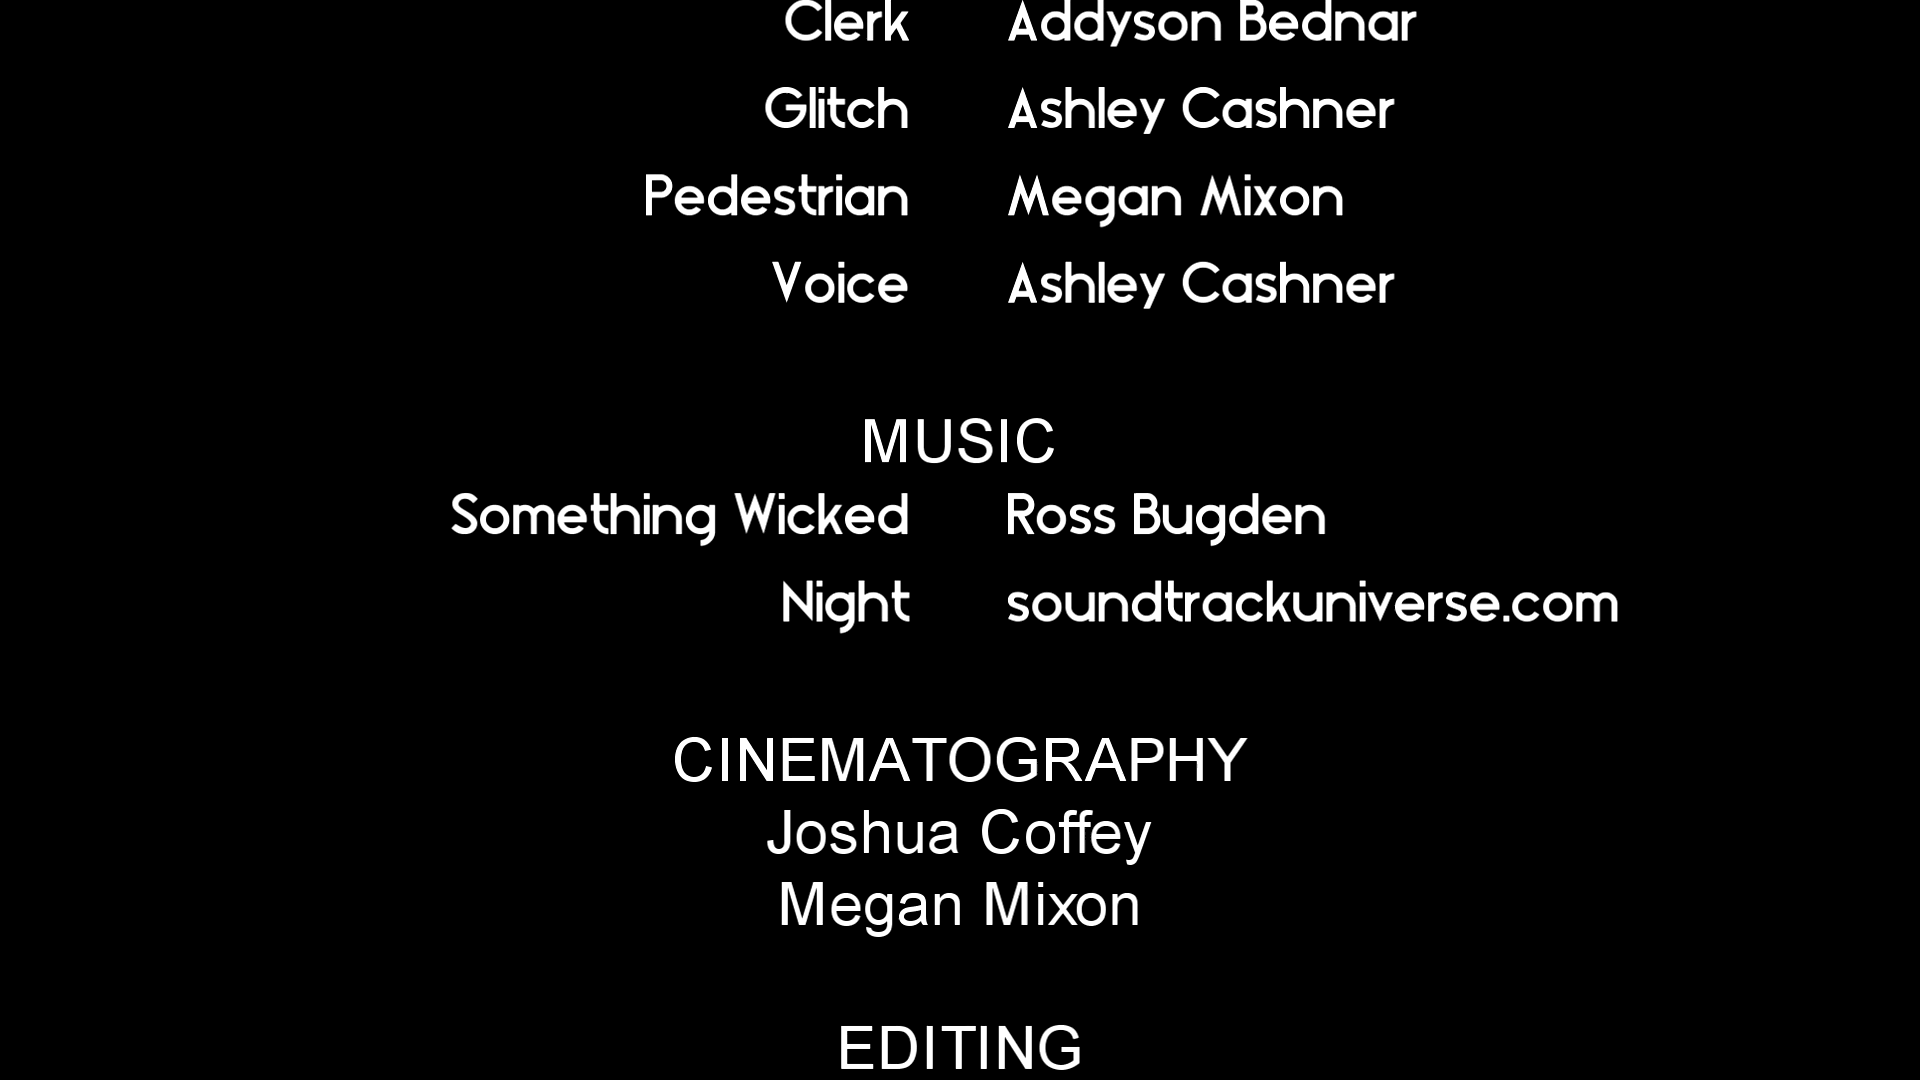 Clerk Addyson Bednar
Glitch Ashley Cashner
Pedestrian Megan Mixon
Voice Ashley Cashner
MUSIC
Something Wicked Ross Bugden
Night soundtrackuniverse.com
CINEMATOGRAPHY
Joshua Coffey
Megan Mixon
EDITING